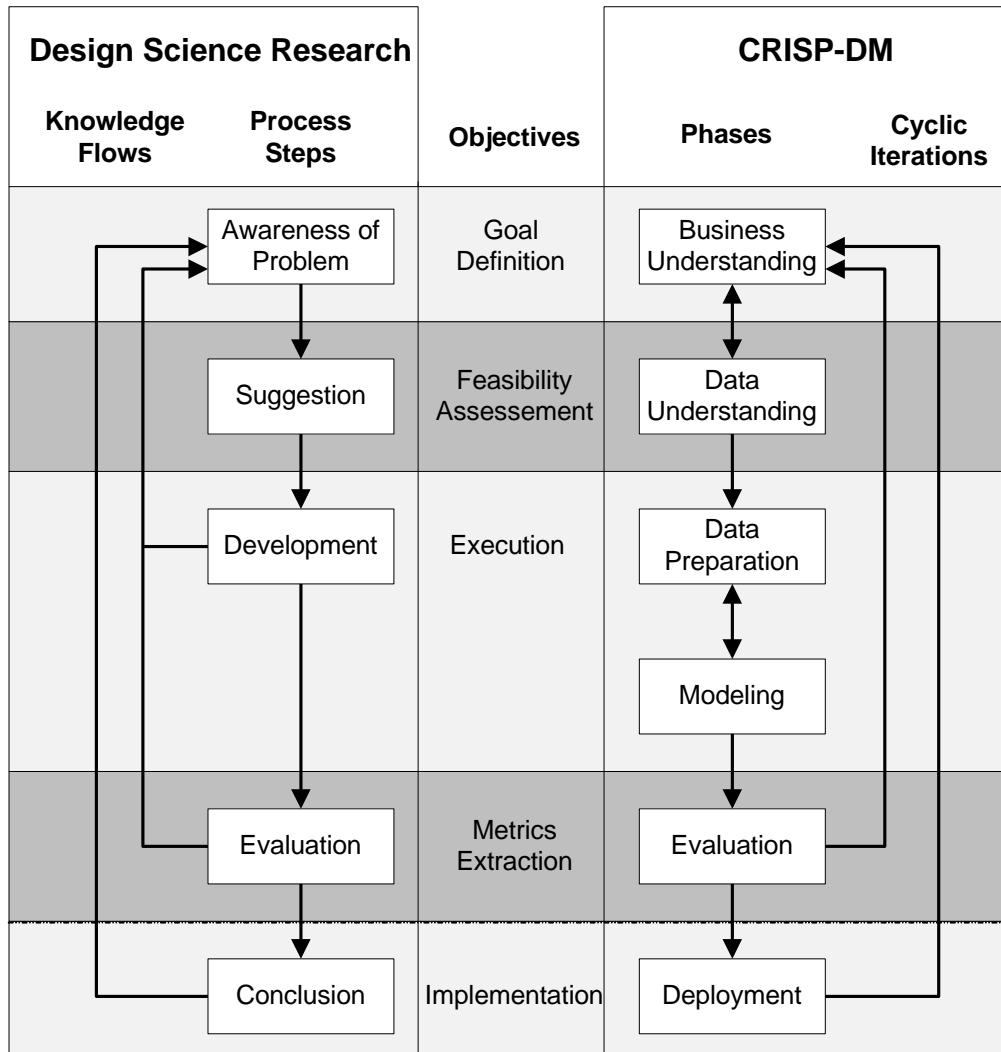 Design Science Research
CRISP-DM
Knowledge
Flows
Process
Steps
Objectives
Phases
Cyclic
Iterations
Awareness of
Problem
Goal
Definition
Business
Understanding
Suggestion
Feasibility
Assessement
Data
Understanding
Development
Execution
Data
Preparation
Modeling
Evaluation
Metrics
Extraction
Evaluation
Conclusion
Implementation
Deployment